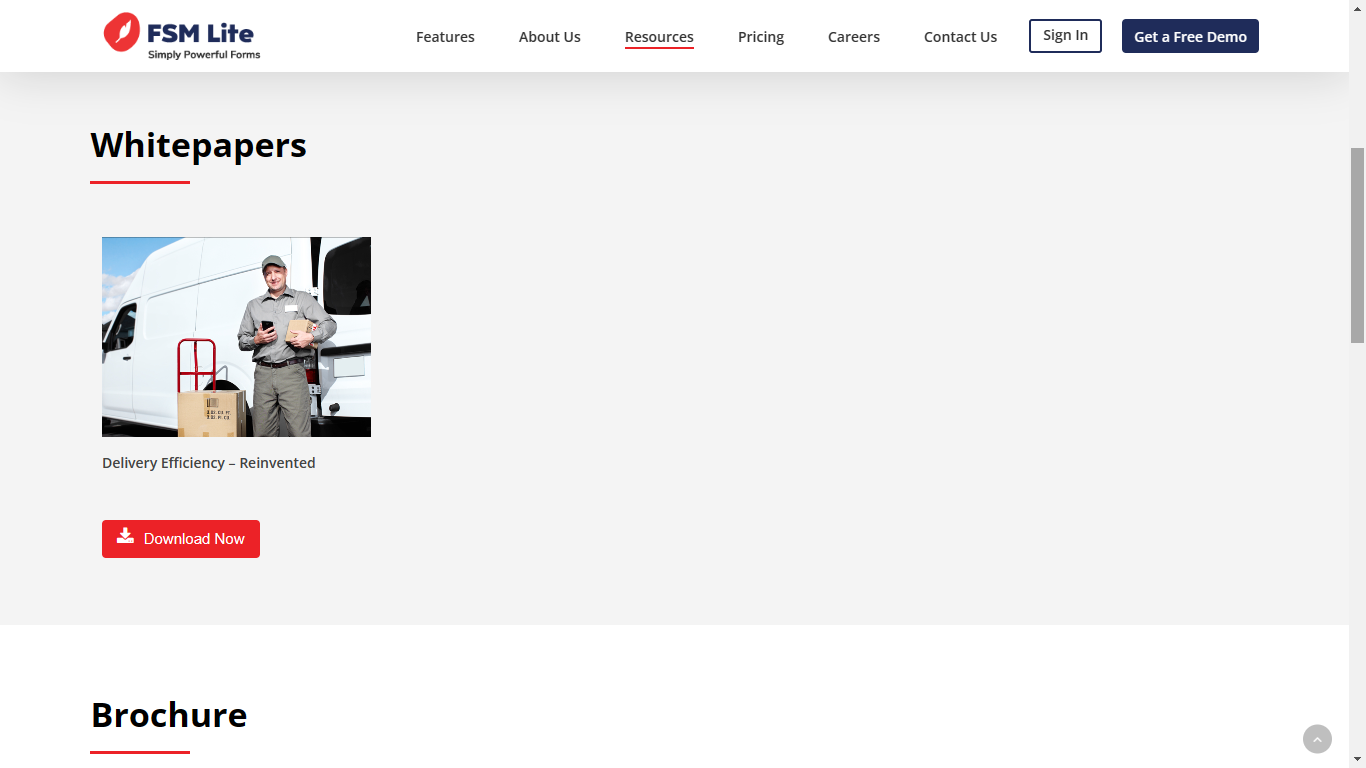 FSM Lite
Simply Powerful Forms
Features
About Us
Resources
Pricing
Careers
Contact Us
Sign In
Get a Free Demo
Whitepapers
Delivery Efficiency – Reinvented
Download Now
Brochure